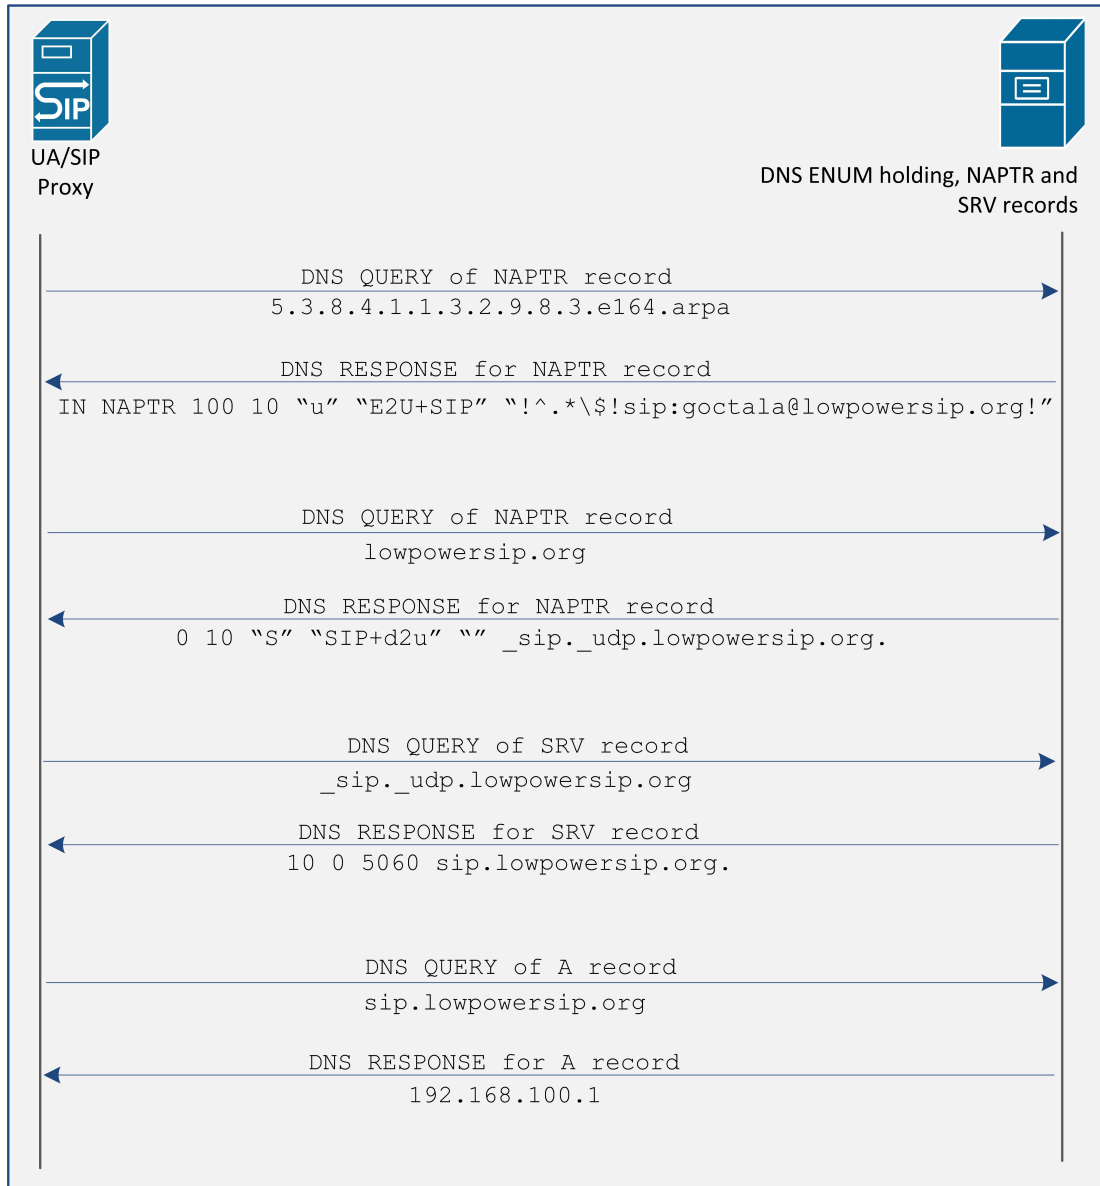 SIP
UA/SIP
Proxy
DNS ENUM holding, NAPTR and
SRV records
DNS QUERY of NAPTR record
5.3.8.4.1.1.3.2.9.8.3.e164.arpa
DNS RESPONSE for NAPTR record
IN NAPTR 100 10 “u” “E2U+SIP” “!^.*\$!sip:goctala@lowpowersip.org!”
DNS QUERY of NAPTR record
lowpowersip.org
DNS RESPONSE for NAPTR record
0 10 “S” “SIP+d2u” “” _sip._udp.lowpowersip.org.
DNS QUERY of SRV record
_sip._udp.lowpowersip.org
DNS RESPONSE for SRV record
10 0 5060 sip.lowpowersip.org.
DNS QUERY of A record
sip.lowpowersip.org
DNS RESPONSE for A record
192.168.100.1